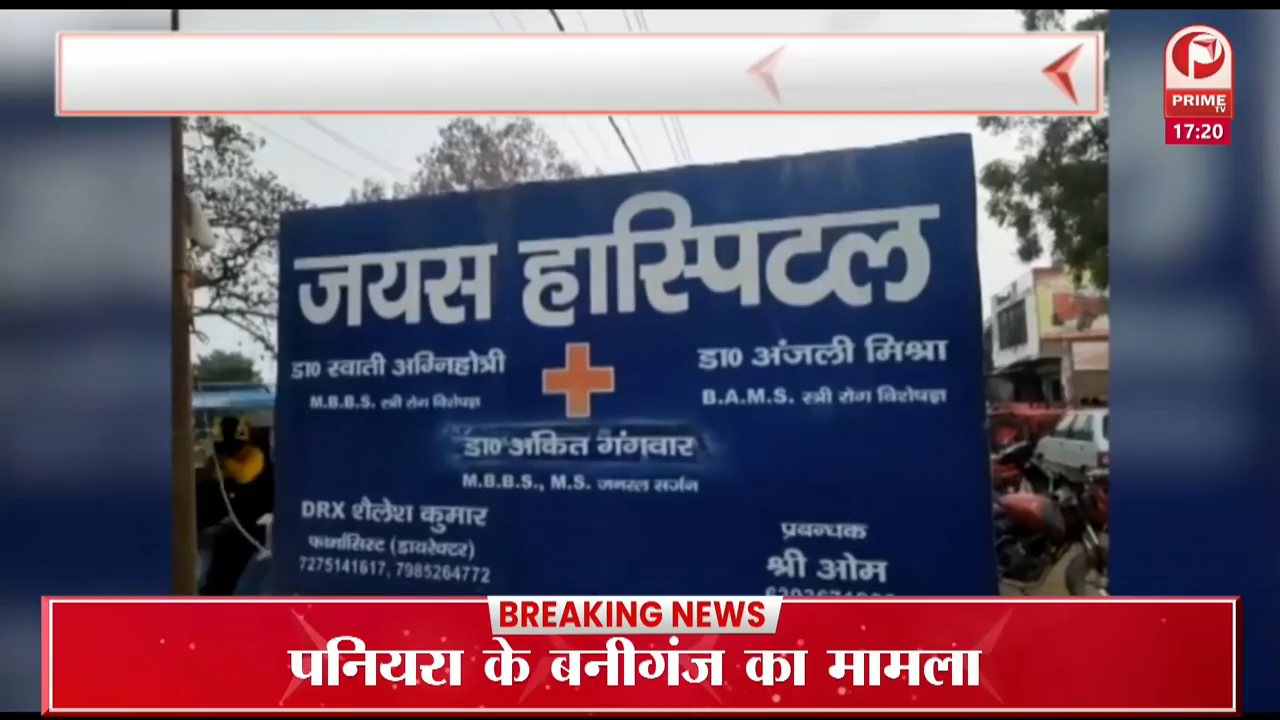 PRIME
TV
17:20
जयस हास्पिटल
डा0 स्वाती अग्निहोत्री
M.B.B.S. स्त्री रोग विशेषज्ञ
डा0 अंजली मिश्रा
B.A.M.S. स्त्री रोग विशेषज्ञ
डा0 अंकित गंगवार
M.B.B.S., M.S. जनरल सर्जन
DRX शैलेश कुमार
फार्मासिस्ट (डायरेक्टर)
7275141617, 7985264772
प्रबन्धक
श्री ओम
BREAKING NEWS
पनियरा के बनीगंज का मामला